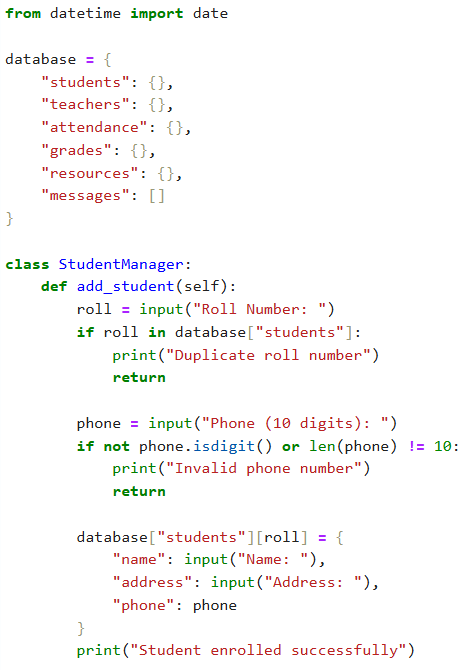 from datetime import date

database = {
    "students": {},
    "teachers": {},
    "attendance": {},
    "grades": {},
    "resources": {},
    "messages": []
}

class StudentManager:
    def add_student(self):
        roll = input("Roll Number: ")
        if roll in database["students"]:
            print("Duplicate roll number")
            return

        phone = input("Phone (10 digits): ")
        if not phone.isdigit() or len(phone) != 10:
            print("Invalid phone number")
            return

        database["students"][roll] = {
            "name": input("Name: "),
            "address": input("Address: "),
            "phone": phone
        }
        print("Student enrolled successfully")